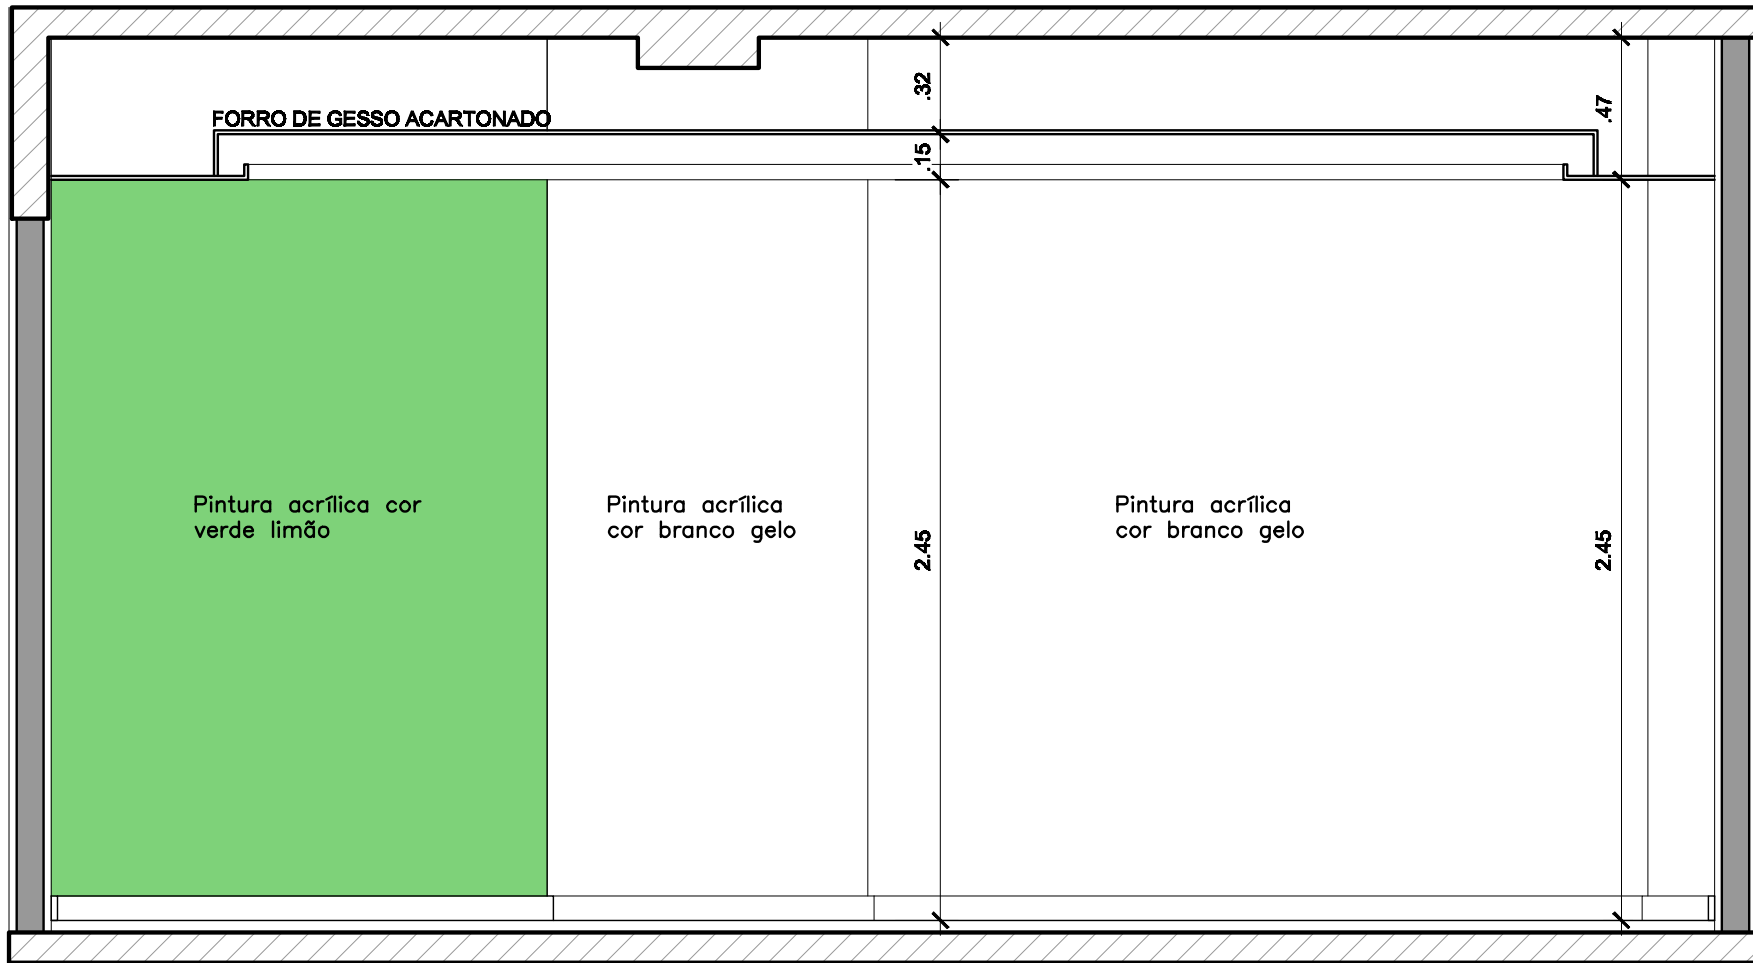 .32
.47
FORRO DE GESSO ACARTONADO
.15
Pintura acrílica cor
verde limão
Pintura acrílica
cor branco gelo
Pintura acrílica
cor branco gelo
2.45
2.45